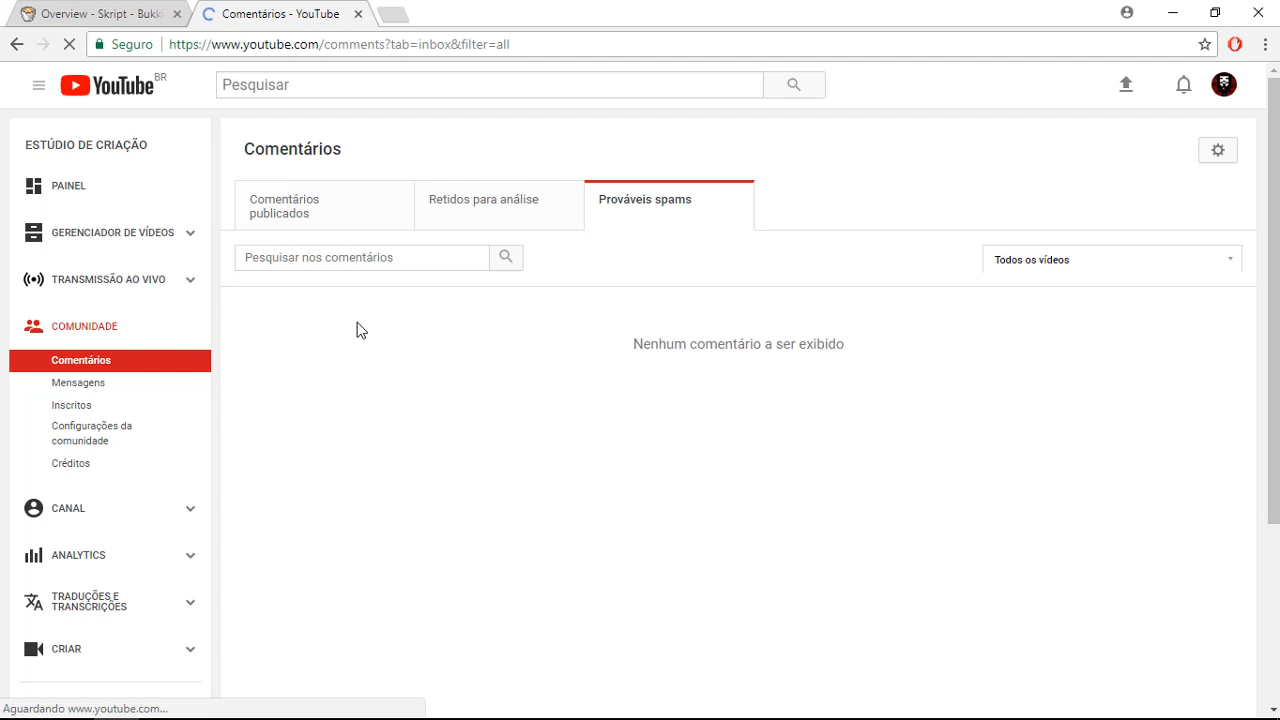 Overview - Skript - Bukk
Comentários - YouTube
Seguro
https://www.youtube.com/comments?tab=inbox&filter=all
YouTube BR
Pesquisar
ESTÚDIO DE CRIAÇÃO
PAINEL
GERENCIADOR DE VÍDEOS
TRANSMISSÃO AO VIVO
COMUNIDADE
Comentários
Mensagens
Inscritos
Configurações da
comunidade
Créditos
CANAL
ANALYTICS
TRADUÇÕES E
TRANSCRIÇÕES
CRIAR
Comentários
Comentários
publicados
Retidos para análise
Prováveis spams
Pesquisar nos comentários
Todos os vídeos
Nenhum comentário a ser exibido
Aguardando www.youtube.com...